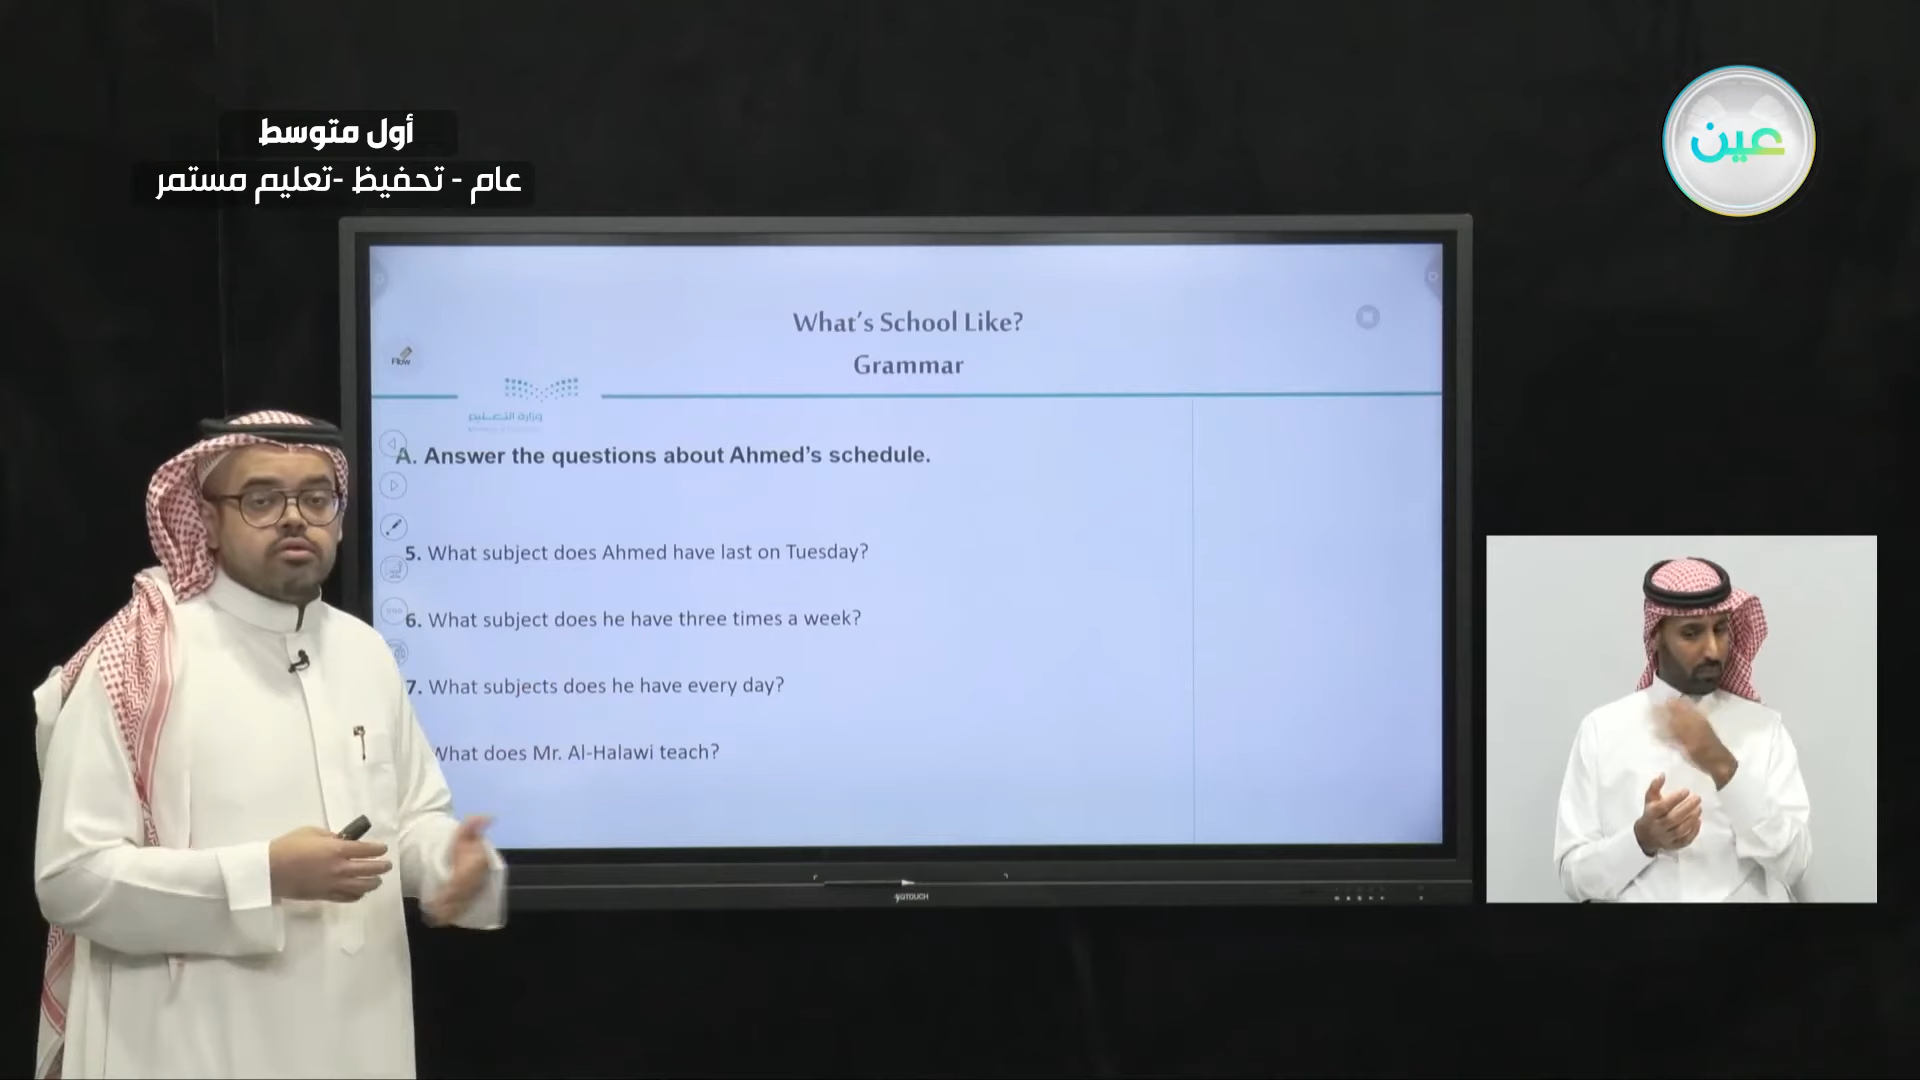 أول متوسط
عام - تحفيظ -تعليم مستمر
عين
What's School Like?
Grammar
Flow
وزارة التعليم
A. Answer the questions about Ahmed's schedule.
5. What subject does Ahmed have last on Tuesday?
6. What subject does he have three times a week?
7. What subjects does he have every day?
What does Mr. Al-Halawi teach?